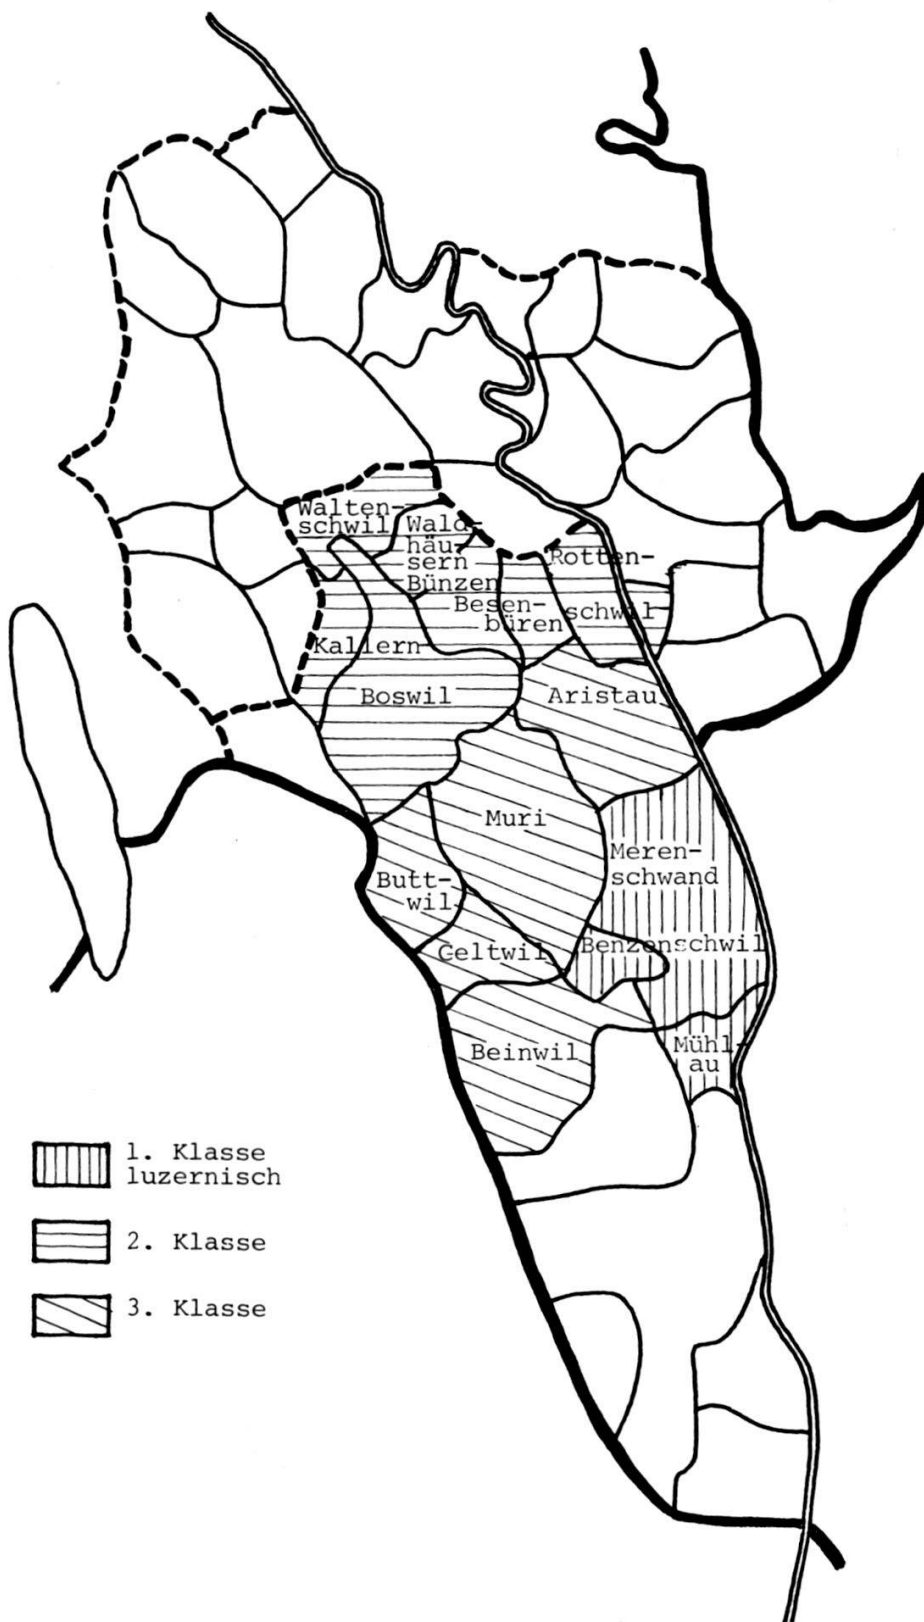 Walten-
schwil
Wald-
häu-
sern
Bünzen
Rotten-
schwil
Besen-
büren
Kallern
Boswil
Aristau
Muri
Meren-
schwand
Butt-
wil
Geltwil
Benzenschwil
Beinwil
Mühl-
au
1. Klasse
luzernisch
2. Klasse
3. Klasse